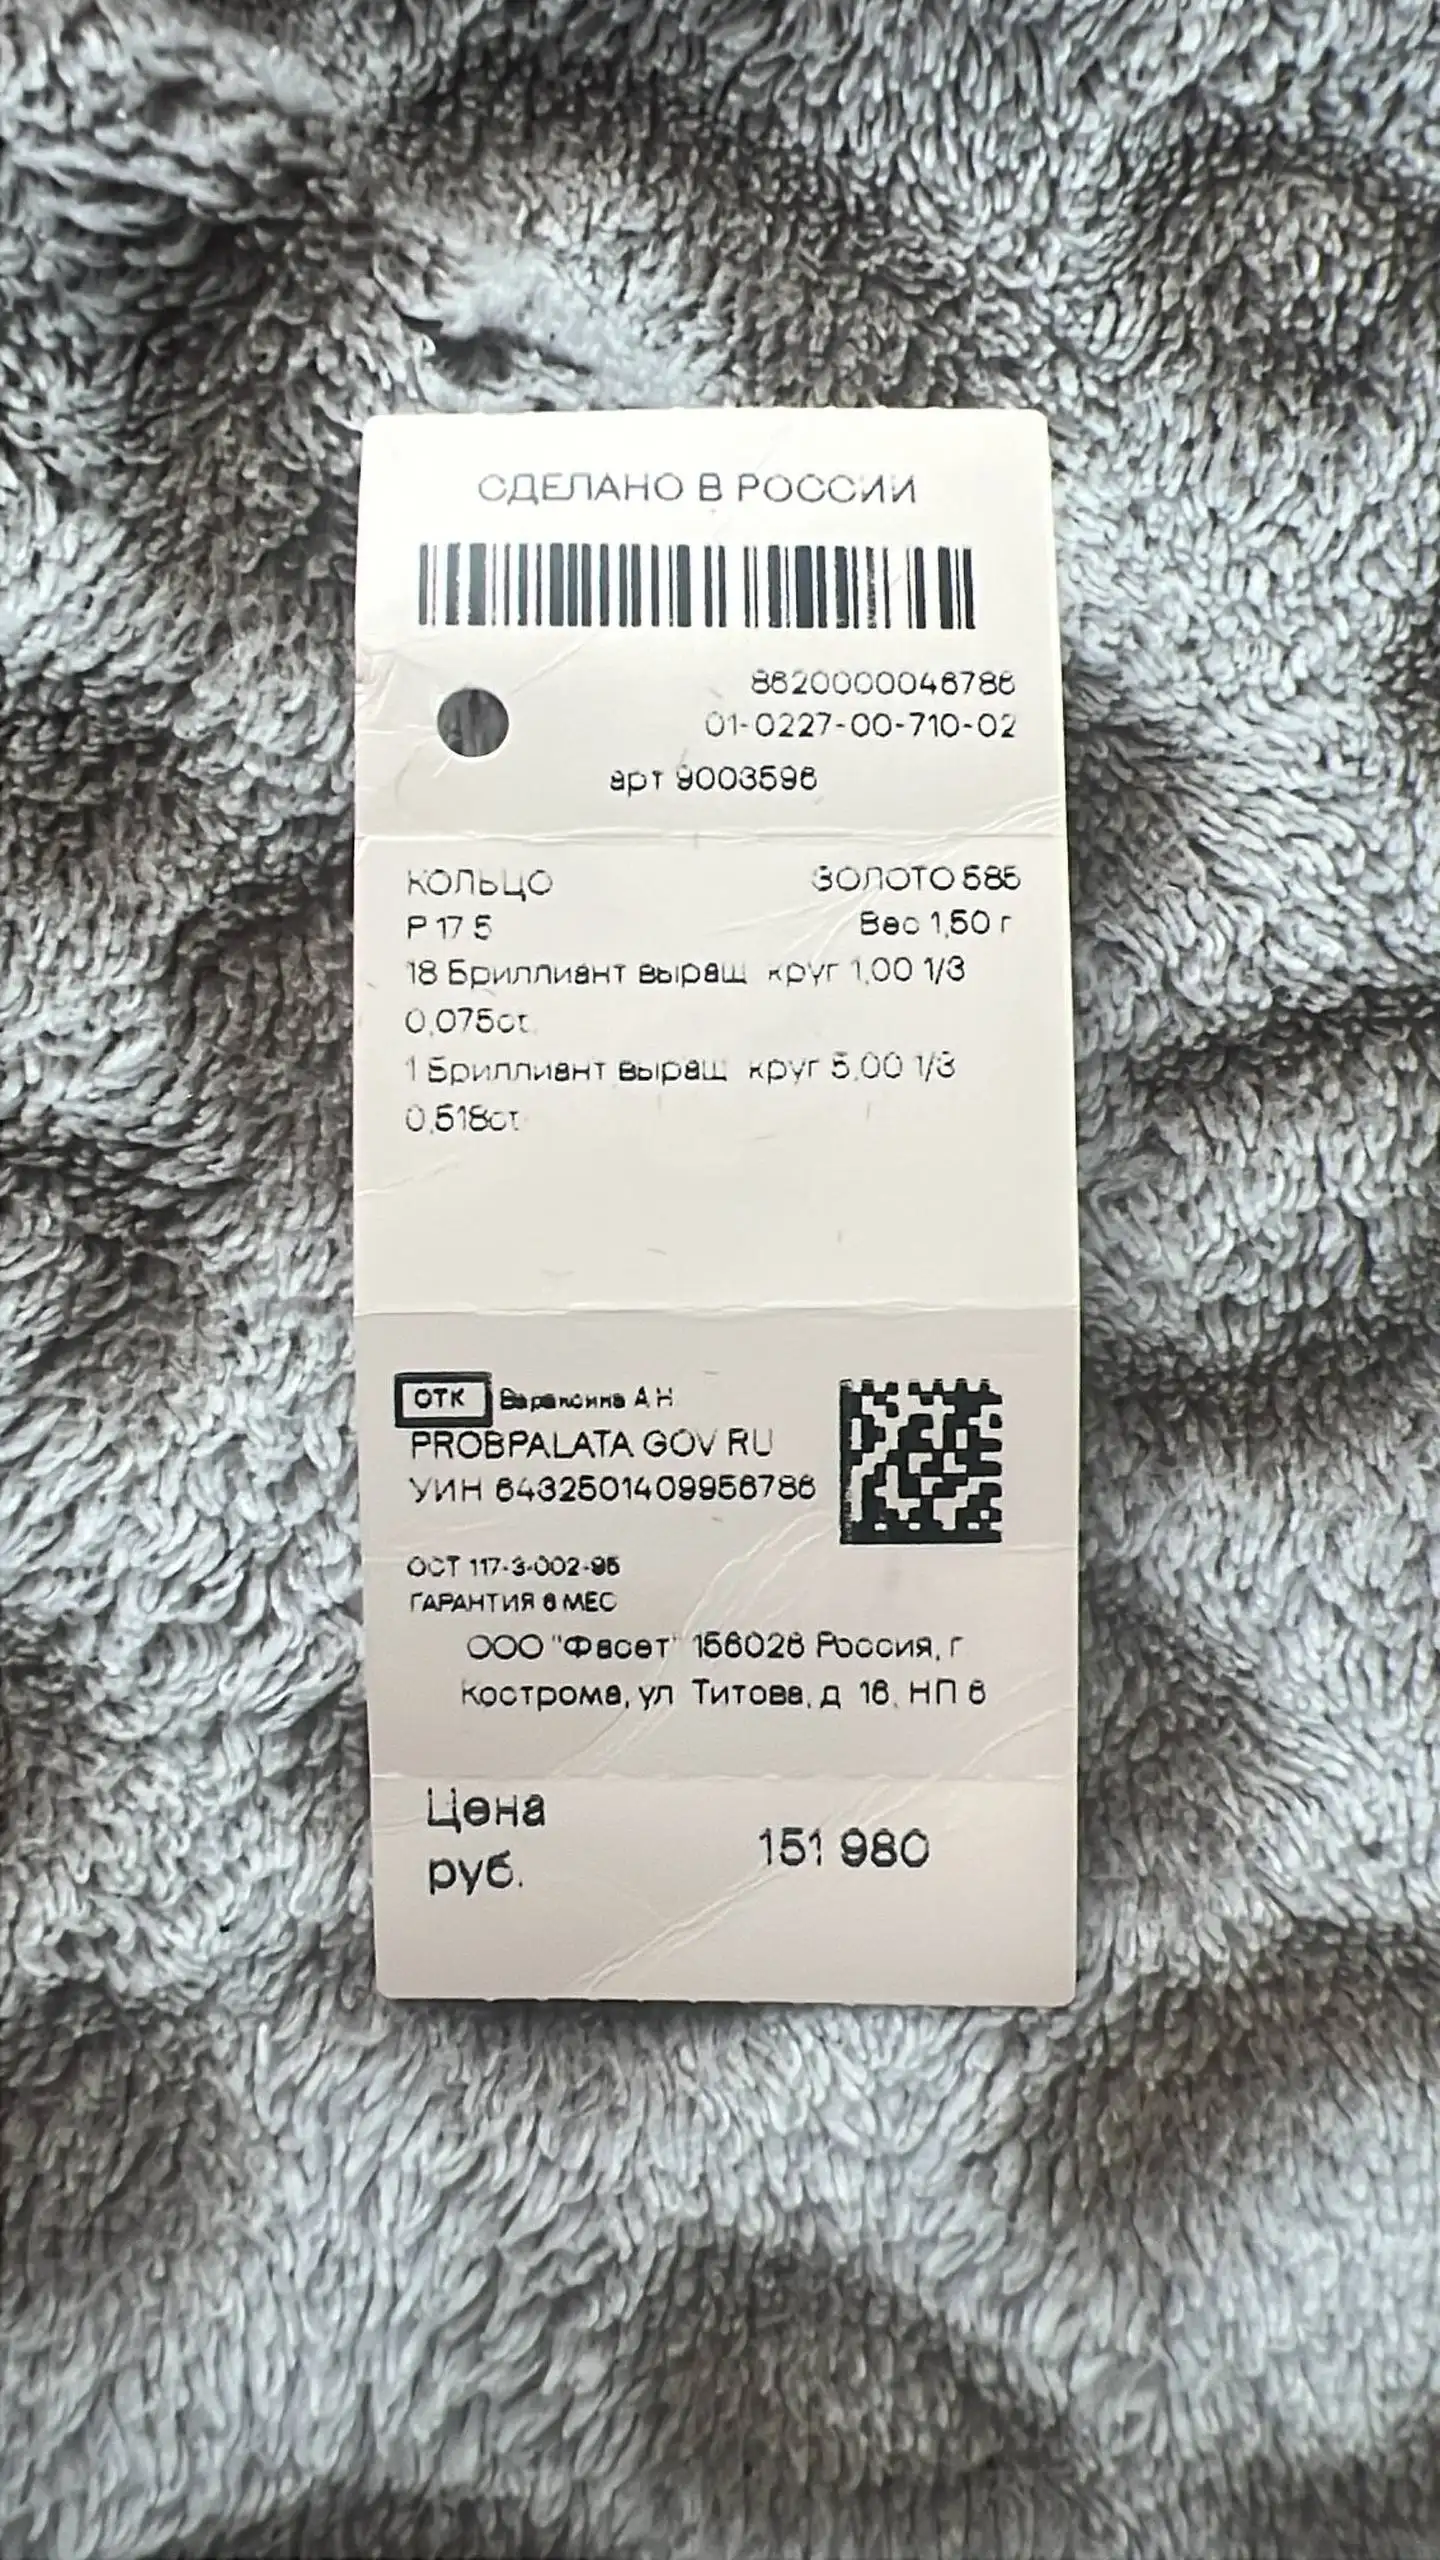 СДЕЛАНО В РОССИИ
8620000046786
01-0227-00-710-02
арт 9003596
КОЛЬЦО ЗОЛОТО 585
Р 17.5 Вес 1,50 г
18 Бриллиант выращ. круг 1,00 1/3
0,075ct.
1 Бриллиант выращ. круг 5,00 1/3
0,518ct.
ОТК Вараксина А.Н.
PROBPALATA.GOV.RU
УИН 6432501409956786
ОСТ 117-3-002-95
ГАРАНТИЯ 6 МЕС
ООО "Фасет" 156026 Россия, г.
Кострома, ул. Титова, д. 16, НП 6
Цена
руб. 151 980